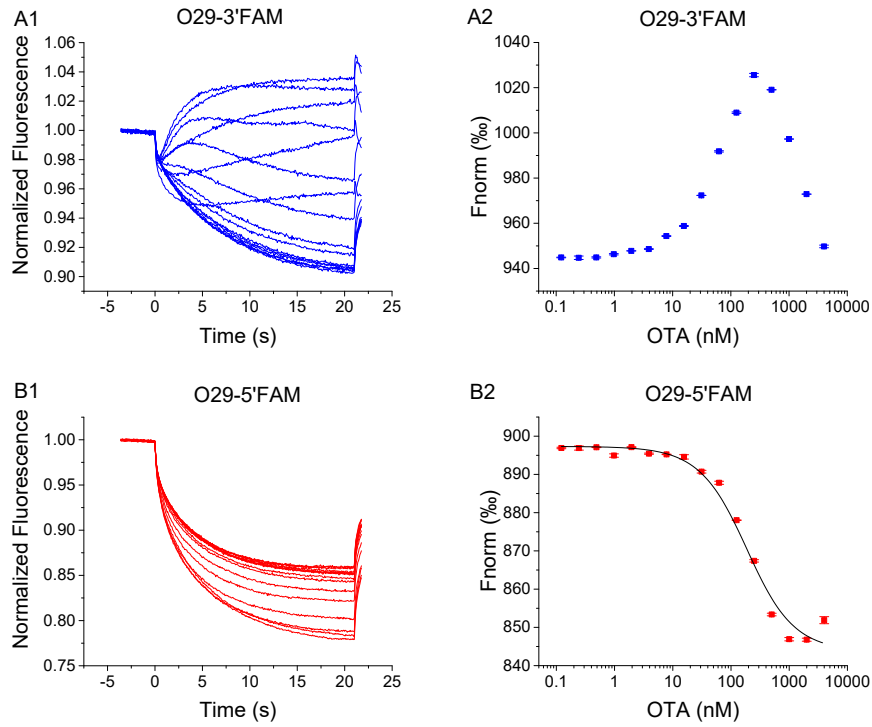 A1
O29-3'FAM
1.06
1.04
1.02
1.00
0.98
0.96
0.94
0.92
0.90
Normalized Fluorescence
-5 0 5 10 15 20 25
Time (s)
A2
O29-3'FAM
1040
1020
1000
980
960
940
Fnorm (‰)
0.1 1 10 100 1000 10000
OTA (nM)
B1
O29-5'FAM
1.00
0.95
0.90
0.85
0.80
0.75
Normalized Fluorescence
-5 0 5 10 15 20 25
Time (s)
B2
O29-5'FAM
900
890
880
870
860
850
840
Fnorm (‰)
0.1 1 10 100 1000 10000
OTA (nM)